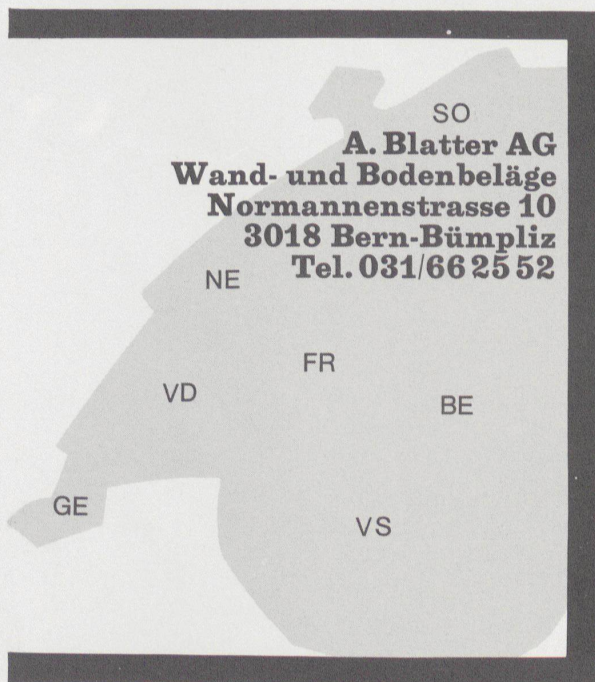 SO
A. Blatter AG
Wand- und Bodenbeläge
Normannenstrasse 10
3018 Bern-Bümpliz
Tel. 031/66 25 52
NE
FR
VD
BE
GE
VS